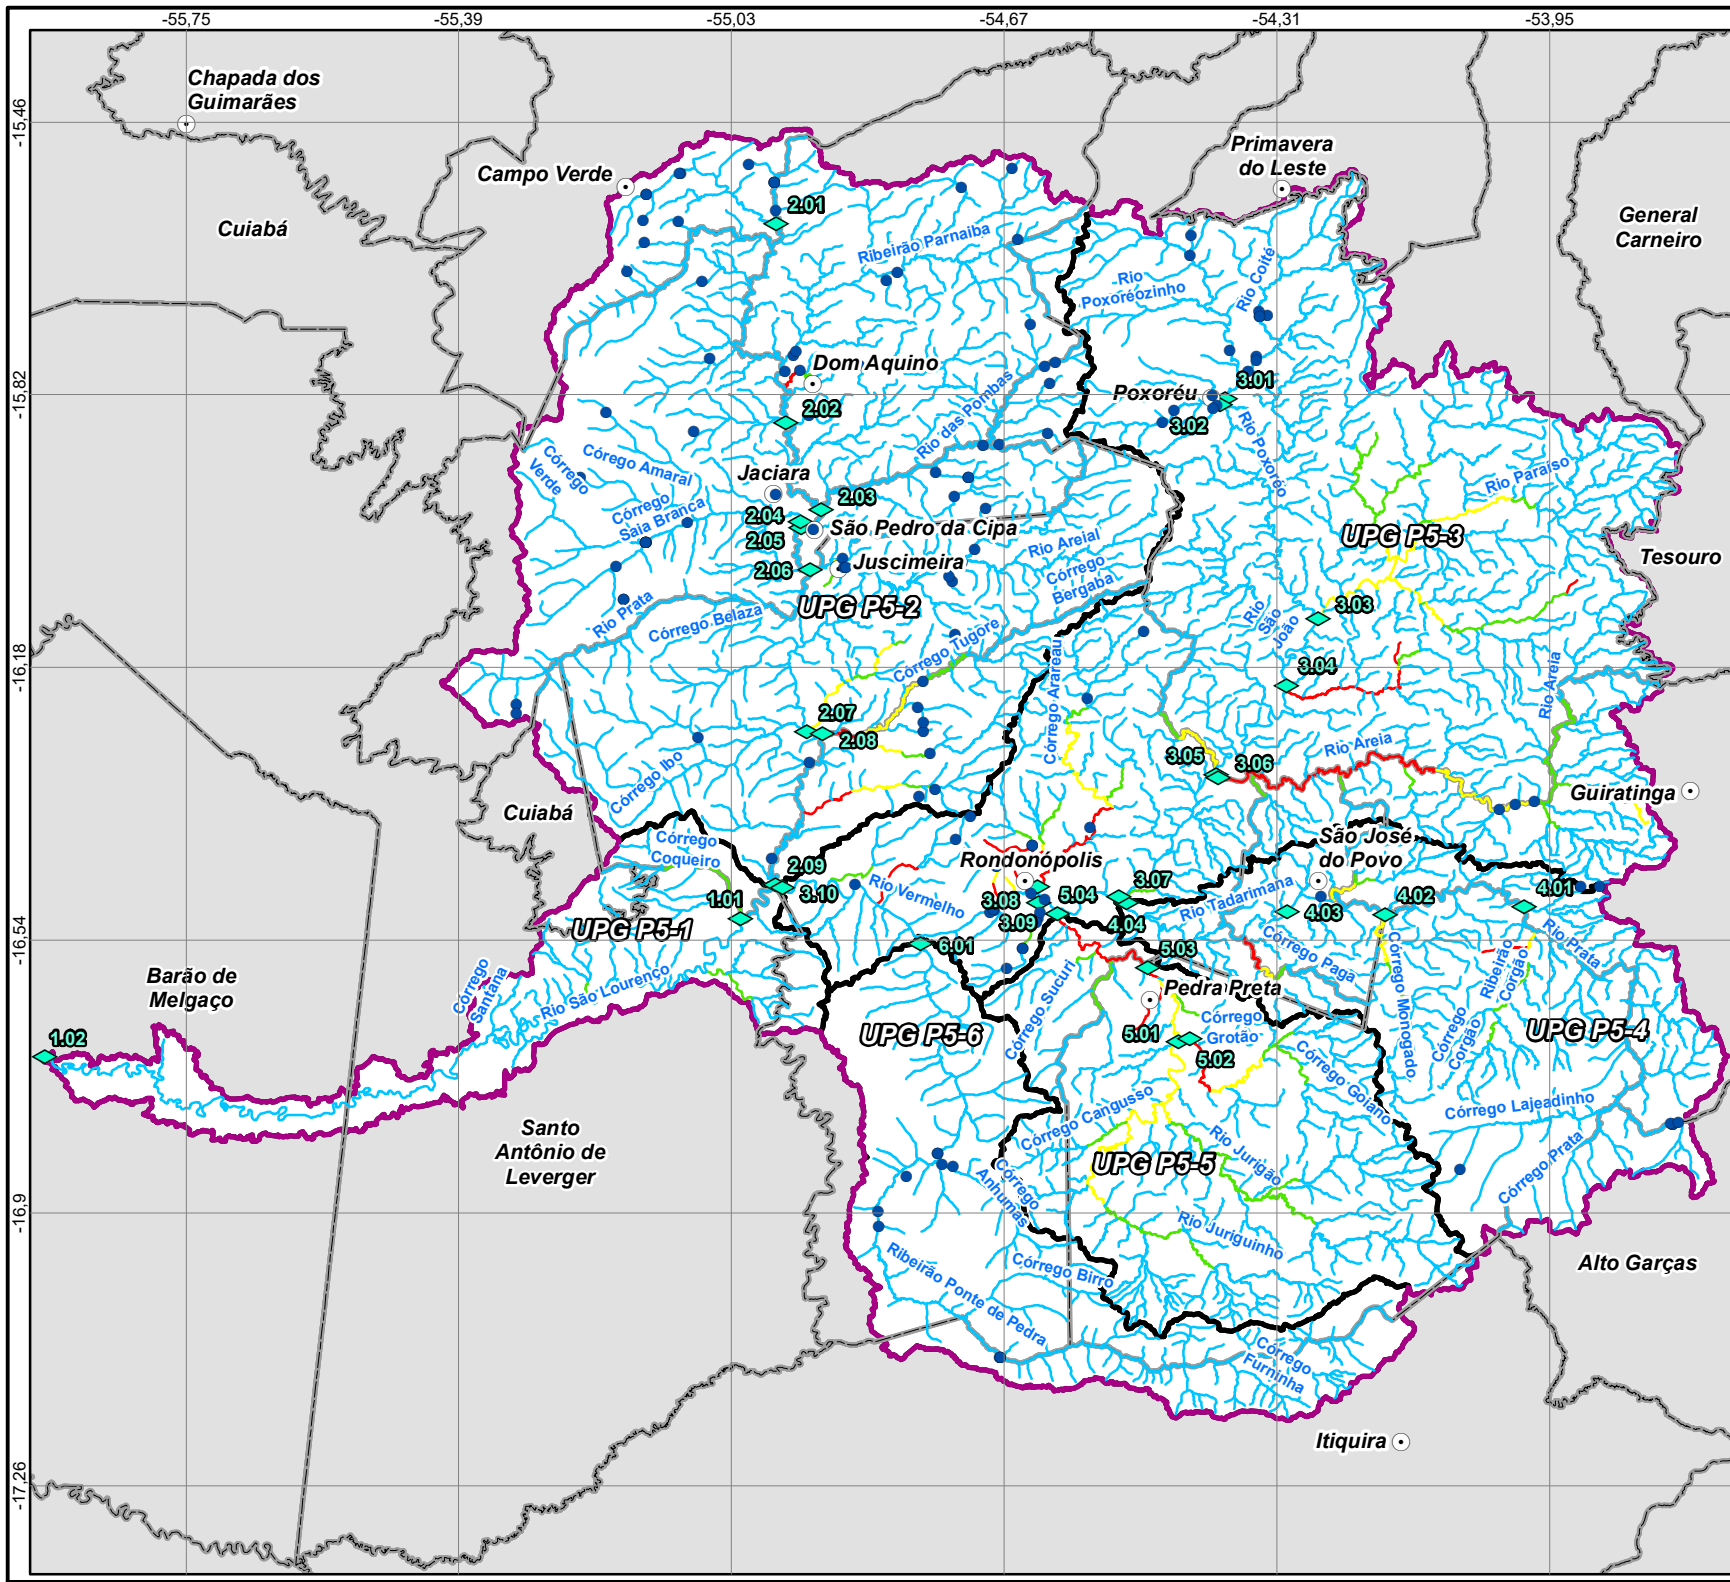 -55,75
-55,39
-55,03
-54,67
-54,31
-53,95
-15,46
-15,82
-16,18
-16,54
-16,9
-17,26
Chapada dos
Guimarães
Cuiabá
Campo Verde
Primavera
do Leste
General
Carneiro
2.01
Ribeirão Parnaiba
Rio
Poxoréozinho
Rio Coité
Dom Aquino
2.02
Rio das Pombas
Poxoréu
3.01
3.02
Rio Poxoréo
Córrego
Verde
Córego Amaral
Córrego
Saia Branca
Jaciara
2.03
2.04
2.05
São Pedro da Cipa
2.06
Juscimeira
UPG P5-2
Rio Areial
Córrego
Bergaba
Rio Paraíso
UPG P5-3
Tesouro
Rio Prata
Córrego Belaza
Córrego Tugore
Córrego Arareau
Rio
São
João
3.03
3.04
Rio Areia
2.07
2.08
Córrego Ibo
3.05
3.06
Rio Areia
Guiratinga
Cuiabá
Córrego
Coqueiro
2.09
3.10
1.01
UPG P5-1
Rio Vermelho
Rondonópolis
3.08
3.09
5.04
3.07
4.04
São José
do Povo
Rio Tadarimana
4.03
4.02
4.01
6.01
5.03
Córrego Paga
Córrego Monogado
Ribeirão
Corgão
Rio Prata
Barão de
Melgaço
Córrego
Santana
Rio São Lourenço
1.02
UPG P5-6
Córrego Sucuri
Pedra Preta
5.01
5.02
Córrego
Grotão
Córrego Goiano
Córrego
Corgão
UPG P5-4
Santo
Antônio de
Leverger
Córrego Cangusso
UPG P5-5
Rio Jurigão
Córrego Lajeadinho
Córrego Prata
Córrego
Anhumas
Rio Juriguinho
Córrego Birro
Ribeirão Ponte de Pedra
Córrego
Furninha
Alto Garças
Itiquira